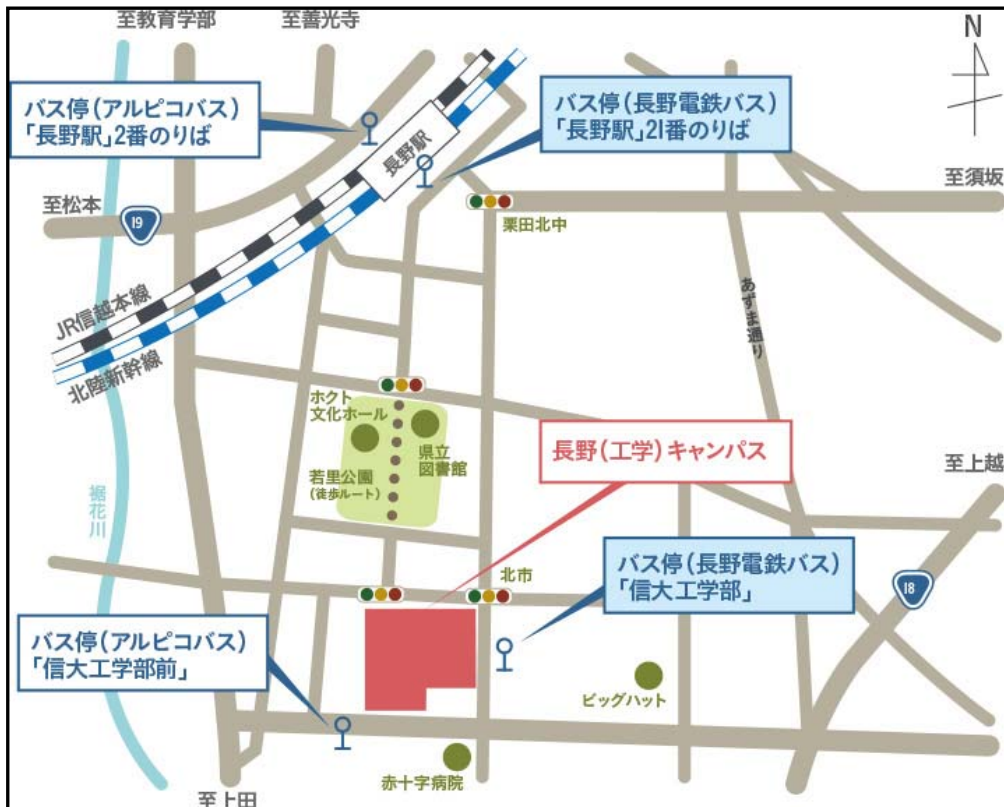 至教育学部
至善光寺
N
バス停（アルピコバス）
「長野駅」2番のりば
バス停（長野電鉄バス）
「長野駅」21番のりば
長野駅
至須坂
至松本
19
栗田北中
JR信越本線
北陸新幹線
あずま通り
ホクト
文化ホール
県立
図書館
若里公園
（徒歩ルート）
長野（工学）キャンパス
至上越
裾花川
北市
バス停（長野電鉄バス）
「信大工学部」
18
バス停（アルピコバス）
「信大工学部前」
ビッグハット
赤十字病院
至上田